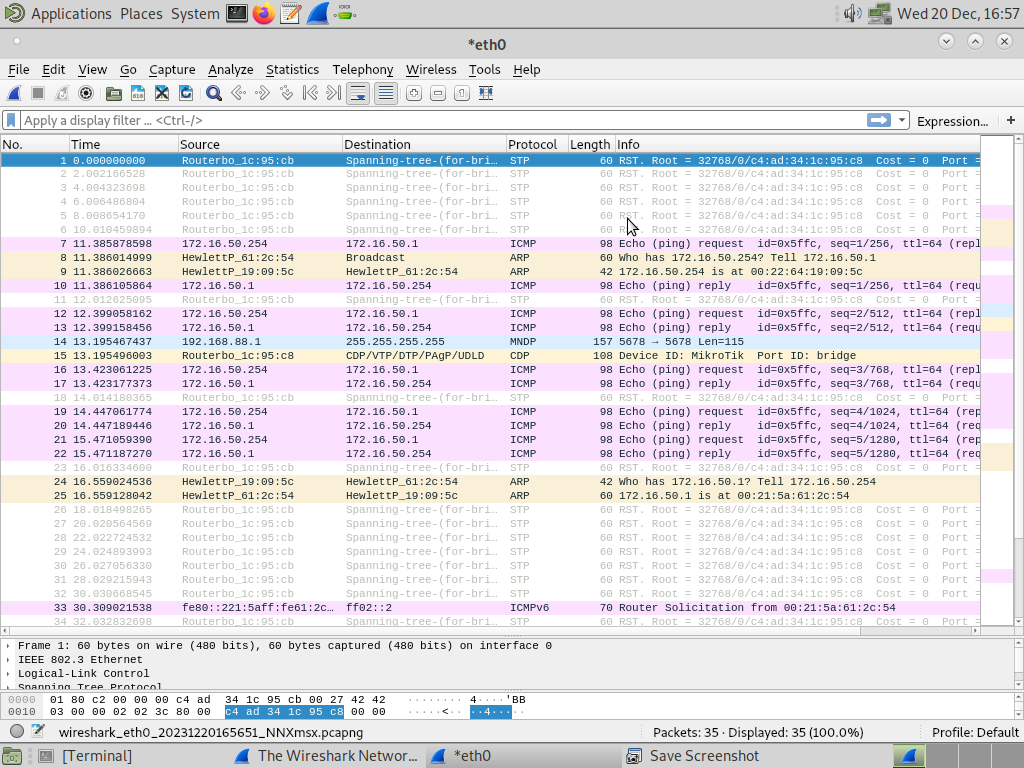 Applications Places System Wed 20 Dec, 16:57
*eth0
File Edit View Go Capture Analyze Statistics Telephony Wireless Tools Help
Apply a display filter ... <Ctrl-/> Expression... +
No. Time Source Destination Protocol Length Info
1 0.000000000 Routerbo_1c:95:cb Spanning-tree-(for-bri… STP 60 RST. Root = 32768/0/c4:ad:34:1c:95:c8 Cost = 0 Port =
2 2.002166528 Routerbo_1c:95:cb Spanning-tree-(for-bri… STP 60 RST. Root = 32768/0/c4:ad:34:1c:95:c8 Cost = 0 Port =
3 4.004323698 Routerbo_1c:95:cb Spanning-tree-(for-bri… STP 60 RST. Root = 32768/0/c4:ad:34:1c:95:c8 Cost = 0 Port =
4 6.006486804 Routerbo_1c:95:cb Spanning-tree-(for-bri… STP 60 RST. Root = 32768/0/c4:ad:34:1c:95:c8 Cost = 0 Port =
5 8.008654170 Routerbo_1c:95:cb Spanning-tree-(for-bri… STP 60 RST. Root = 32768/0/c4:ad:34:1c:95:c8 Cost = 0 Port =
6 10.010459894 Routerbo_1c:95:cb Spanning-tree-(for-bri… STP 60 RST. Root = 32768/0/c4:ad:34:1c:95:c8 Cost = 0 Port =
7 11.385878598 172.16.50.254 172.16.50.1 ICMP 98 Echo (ping) request id=0x5ffc, seq=1/256, ttl=64 (repl
8 11.386014999 HewlettP_61:2c:54 Broadcast ARP 60 Who has 172.16.50.254? Tell 172.16.50.1
9 11.386026663 HewlettP_19:09:5c HewlettP_61:2c:54 ARP 42 172.16.50.254 is at 00:22:64:19:09:5c
10 11.386105864 172.16.50.1 172.16.50.254 ICMP 98 Echo (ping) reply id=0x5ffc, seq=1/256, ttl=64 (requ
11 12.012625095 Routerbo_1c:95:cb Spanning-tree-(for-bri… STP 60 RST. Root = 32768/0/c4:ad:34:1c:95:c8 Cost = 0 Port =
12 12.399058162 172.16.50.254 172.16.50.1 ICMP 98 Echo (ping) request id=0x5ffc, seq=2/512, ttl=64 (repl
13 12.399158456 172.16.50.1 172.16.50.254 ICMP 98 Echo (ping) reply id=0x5ffc, seq=2/512, ttl=64 (requ
14 13.195467437 192.168.88.1 255.255.255.255 MNDP 157 5678 → 5678 Len=115
15 13.195496003 Routerbo_1c:95:c8 CDP/VTP/DTP/PAgP/UDLD CDP 108 Device ID: MikroTik Port ID: bridge
16 13.423061225 172.16.50.254 172.16.50.1 ICMP 98 Echo (ping) request id=0x5ffc, seq=3/768, ttl=64 (repl
17 13.423177373 172.16.50.1 172.16.50.254 ICMP 98 Echo (ping) reply id=0x5ffc, seq=3/768, ttl=64 (requ
18 14.014180365 Routerbo_1c:95:cb Spanning-tree-(for-bri… STP 60 RST. Root = 32768/0/c4:ad:34:1c:95:c8 Cost = 0 Port =
19 14.447061774 172.16.50.254 172.16.50.1 ICMP 98 Echo (ping) request id=0x5ffc, seq=4/1024, ttl=64 (rep
20 14.447189446 172.16.50.1 172.16.50.254 ICMP 98 Echo (ping) reply id=0x5ffc, seq=4/1024, ttl=64 (req
21 15.471059390 172.16.50.254 172.16.50.1 ICMP 98 Echo (ping) request id=0x5ffc, seq=5/1280, ttl=64 (rep
22 15.471187270 172.16.50.1 172.16.50.254 ICMP 98 Echo (ping) reply id=0x5ffc, seq=5/1280, ttl=64 (req
23 16.016334600 Routerbo_1c:95:cb Spanning-tree-(for-bri… STP 60 RST. Root = 32768/0/c4:ad:34:1c:95:c8 Cost = 0 Port =
24 16.559024536 HewlettP_19:09:5c HewlettP_61:2c:54 ARP 42 Who has 172.16.50.1? Tell 172.16.50.254
25 16.559128042 HewlettP_61:2c:54 HewlettP_19:09:5c ARP 60 172.16.50.1 is at 00:21:5a:61:2c:54
26 18.018498265 Routerbo_1c:95:cb Spanning-tree-(for-bri… STP 60 RST. Root = 32768/0/c4:ad:34:1c:95:c8 Cost = 0 Port =
27 20.020564569 Routerbo_1c:95:cb Spanning-tree-(for-bri… STP 60 RST. Root = 32768/0/c4:ad:34:1c:95:c8 Cost = 0 Port =
28 22.022724532 Routerbo_1c:95:cb Spanning-tree-(for-bri… STP 60 RST. Root = 32768/0/c4:ad:34:1c:95:c8 Cost = 0 Port =
29 24.024893993 Routerbo_1c:95:cb Spanning-tree-(for-bri… STP 60 RST. Root = 32768/0/c4:ad:34:1c:95:c8 Cost = 0 Port =
30 26.027056330 Routerbo_1c:95:cb Spanning-tree-(for-bri… STP 60 RST. Root = 32768/0/c4:ad:34:1c:95:c8 Cost = 0 Port =
31 28.029215943 Routerbo_1c:95:cb Spanning-tree-(for-bri… STP 60 RST. Root = 32768/0/c4:ad:34:1c:95:c8 Cost = 0 Port =
32 30.030668545 Routerbo_1c:95:cb Spanning-tree-(for-bri… STP 60 RST. Root = 32768/0/c4:ad:34:1c:95:c8 Cost = 0 Port =
33 30.309021538 fe80::221:5aff:fe61:2c… ff02::2 ICMPv6 70 Router Solicitation from 00:21:5a:61:2c:54
34 32.032832698 Routerbo_1c:95:cb Spanning-tree-(for-bri… STP 60 RST. Root = 32768/0/c4:ad:34:1c:95:c8 Cost = 0 Port =
Frame 1: 60 bytes on wire (480 bits), 60 bytes captured (480 bits) on interface 0
IEEE 802.3 Ethernet
Logical-Link Control
Spanning Tree Protocol
0000 01 80 c2 00 00 00 c4 ad 34 1c 95 cb 00 27 42 42 ········ 4····'BB
0010 03 00 00 02 02 3c 80 00 c4 ad 34 1c 95 c8 00 00 ·····<·· ··4·····
wireshark_eth0_20231220165651_NNXmsx.pcapng Packets: 35 · Displayed: 35 (100.0%) Profile: Default
[Terminal] The Wireshark Networ... *eth0 Save Screenshot